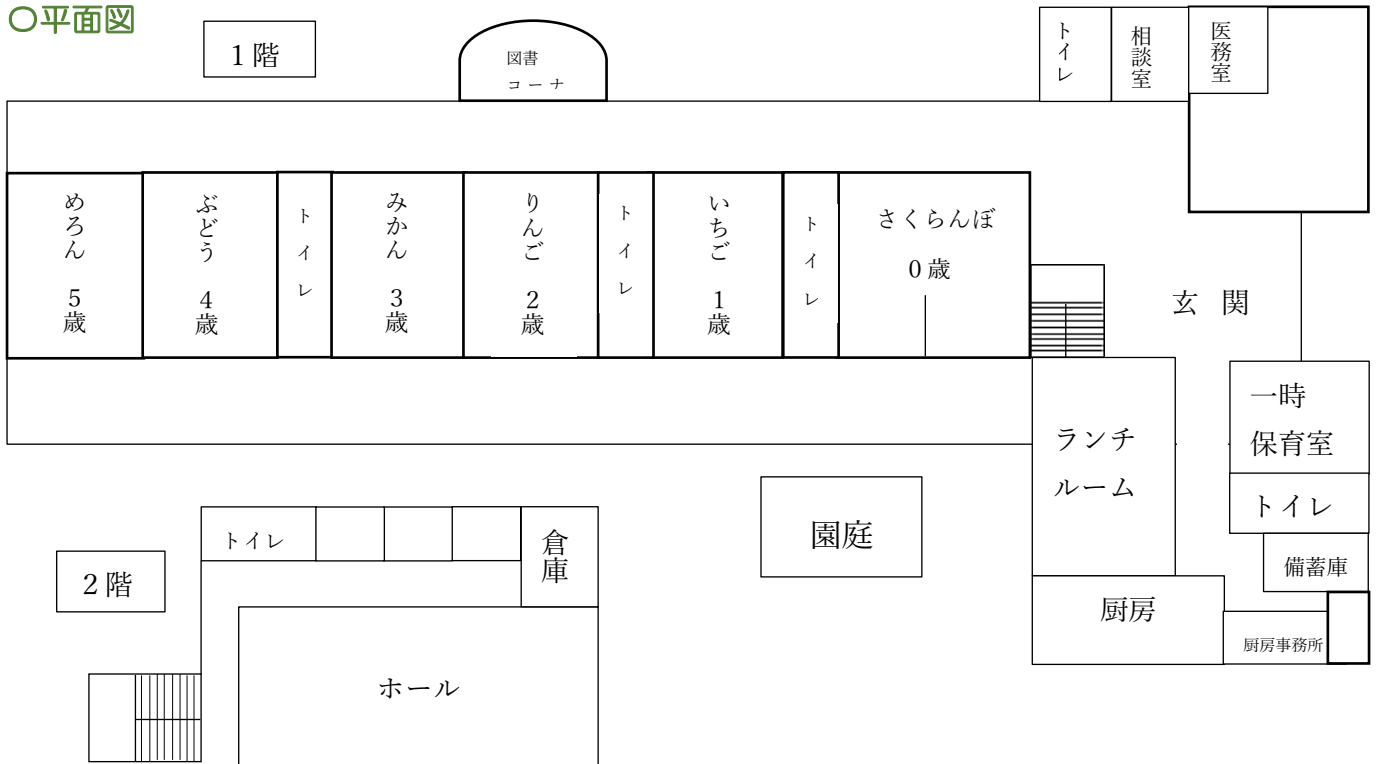 〇平面図
1階
図書
コーナ
トイレ
相談室
医務室
めろん 5歳
ぶどう 4歳
トイレ
みかん 3歳
りんご 2歳
トイレ
いちご 1歳
トイレ
さくらんぼ
0歳
玄 関
ランチ
ルーム
一時
保育室
トイレ
備蓄庫
厨房
厨房事務所
園庭
2階
トイレ
倉庫
ホール